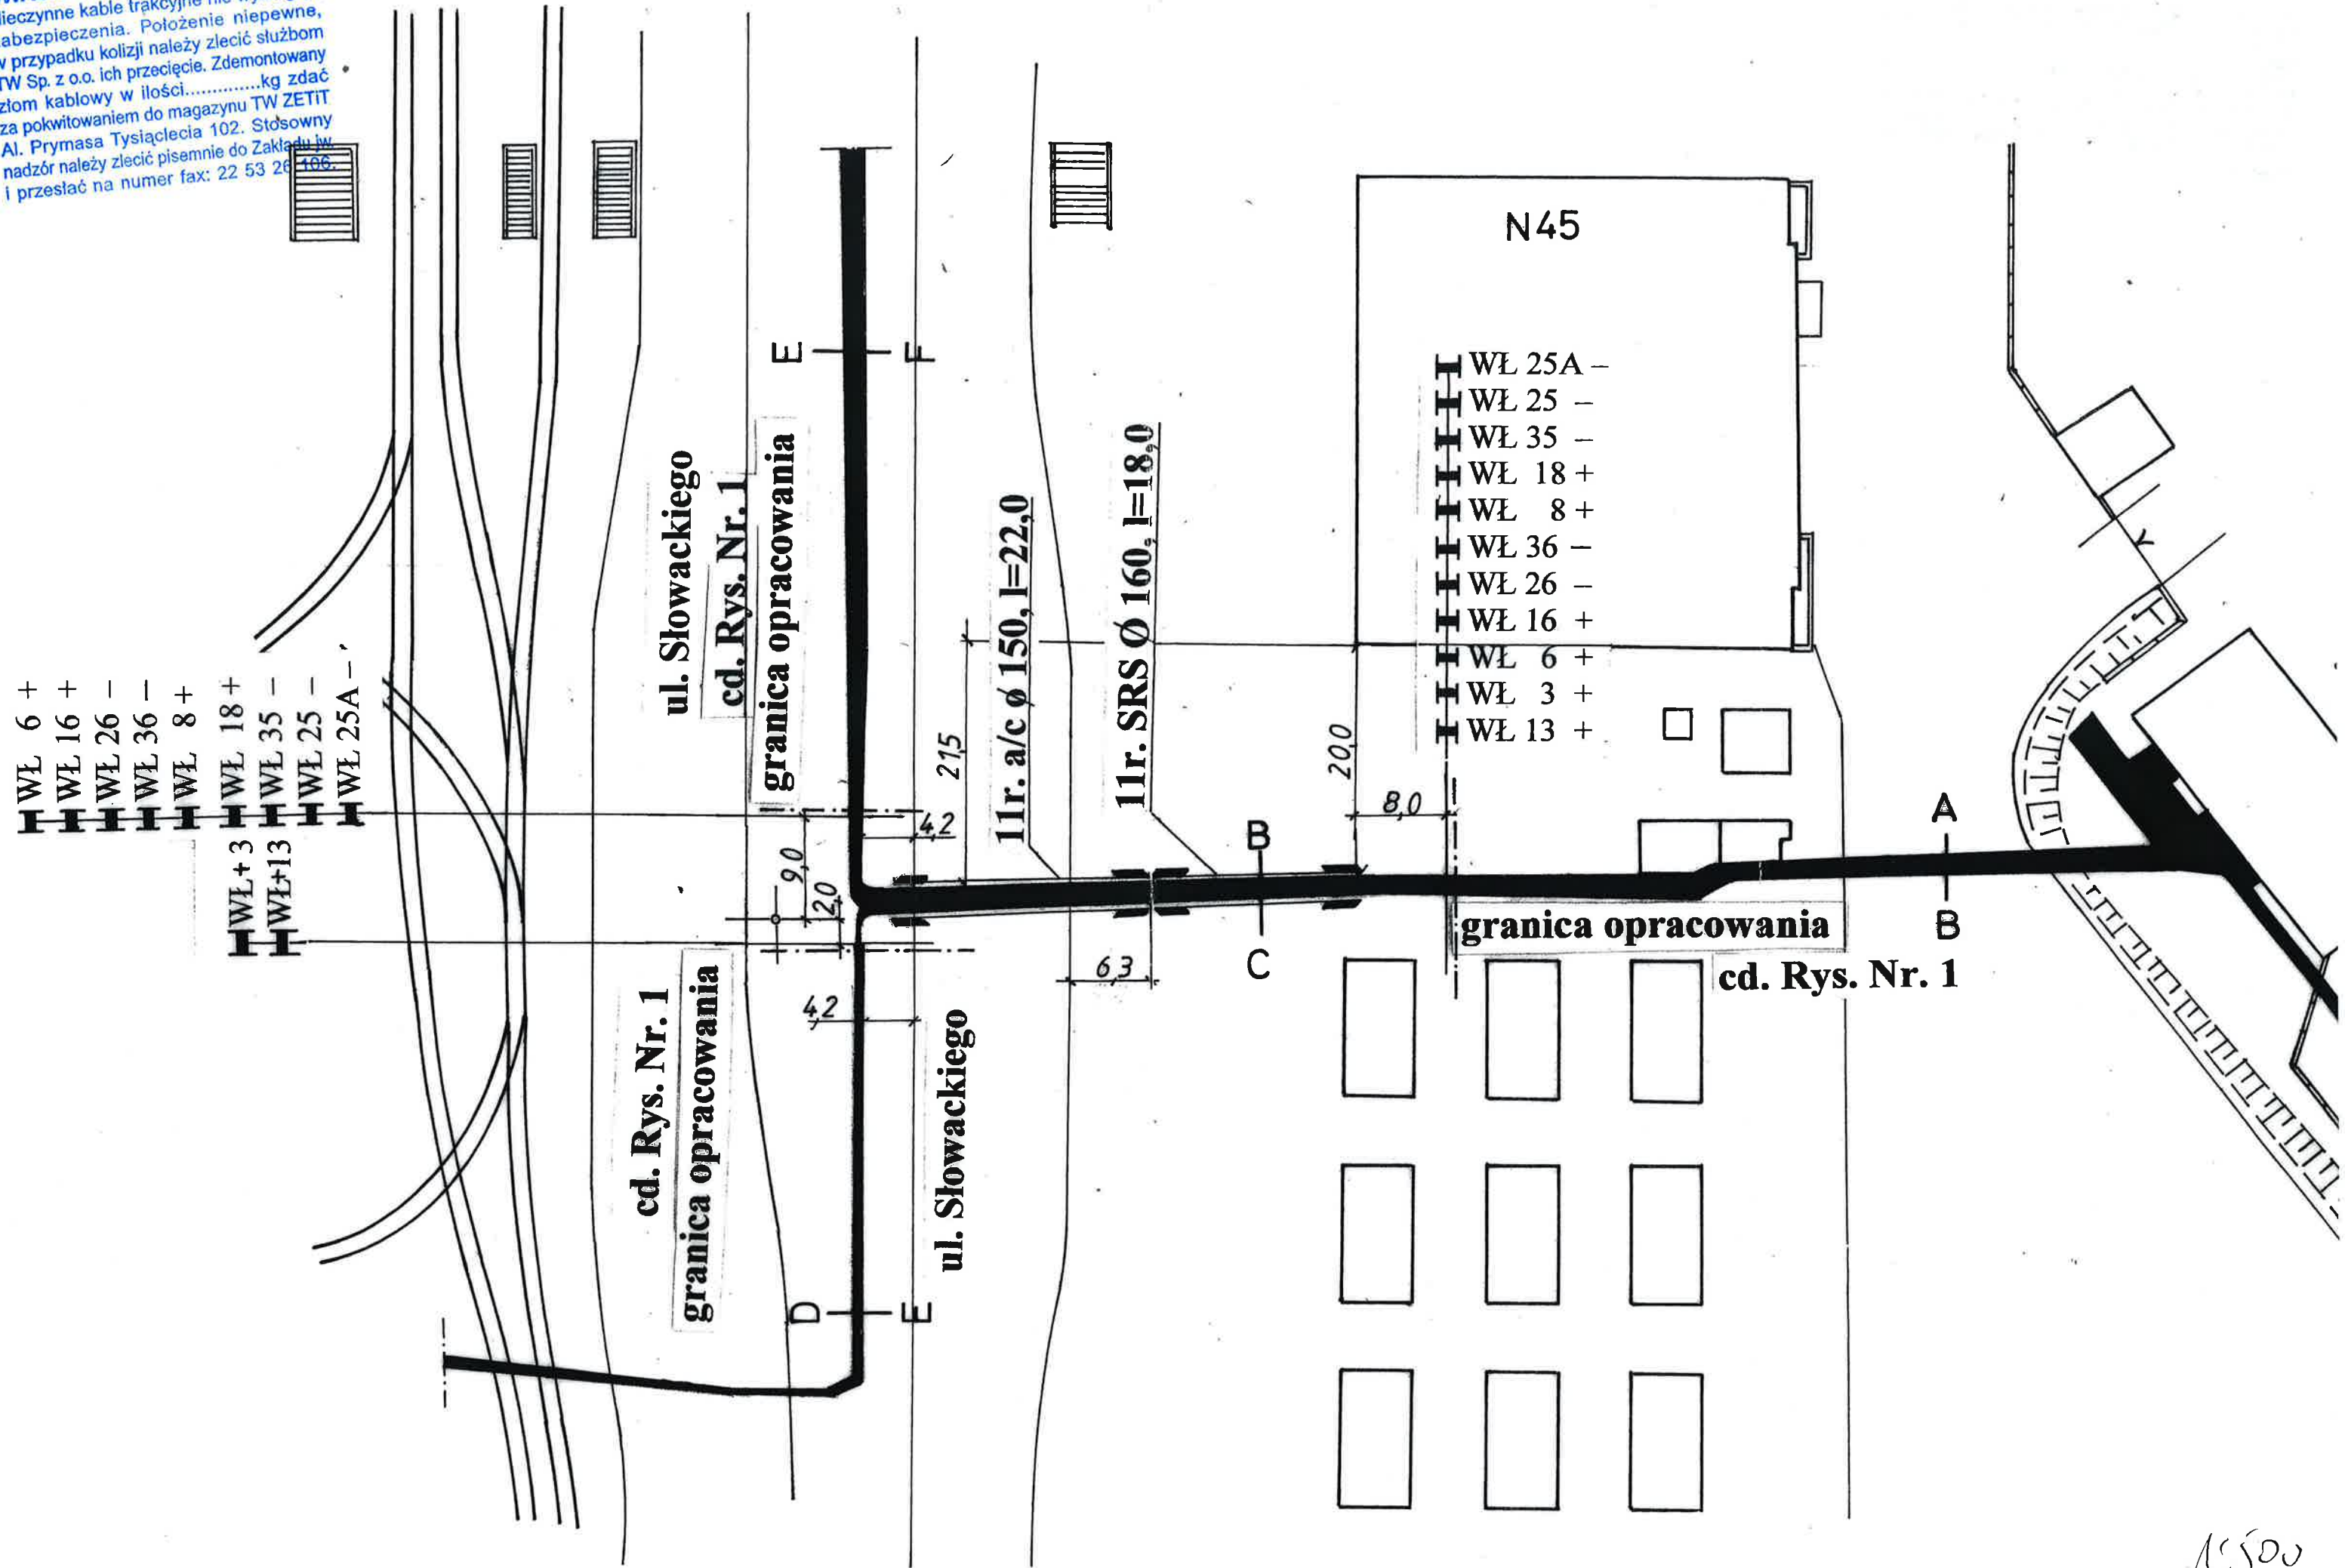 abezpieczenia. Położenie niepewne,
w przypadku kolizji należy zlecić służbom
TW Sp. z o.o. ich przecięcie. Zdemontowany
złom kablowy w ilości..............kg zdać
za pokwitowaniem do magazynu TW ZETiT
Al. Prymasa Tysiąclecia 102. Stosowny
nadzór należy zlecić pisemnie do Zakładu jw.
i przesłać na numer fax: 22 53 26 106.
N45
E
F
WŁ 25A –
WŁ 25 –
WŁ 35 –
WŁ 18 +
WŁ 8 +
WŁ 36 –
WŁ 26 –
WŁ 16 +
WŁ 6 +
WŁ 3 +
WŁ 13 +
ul. Słowackiego
cd. Rys. Nr. 1
granica opracowania
11r. a/c ø 150, l=22,0
11r. SRS Ø 160, l=18,0
WŁ 6 +
WŁ 16 +
WŁ 26 –
WŁ 36 –
WŁ 8 +
WŁ 18 +
WŁ 35 –
WŁ 25 –
WŁ 25A –
WŁ+ 3
WŁ+13
21,5
20,0
8,0
4,2
9,0
2,0
B
C
A
B
granica opracowania
cd. Rys. Nr. 1
6,3
4,2
cd. Rys. Nr. 1
granica opracowania
ul. Słowackiego
D
E
1:500